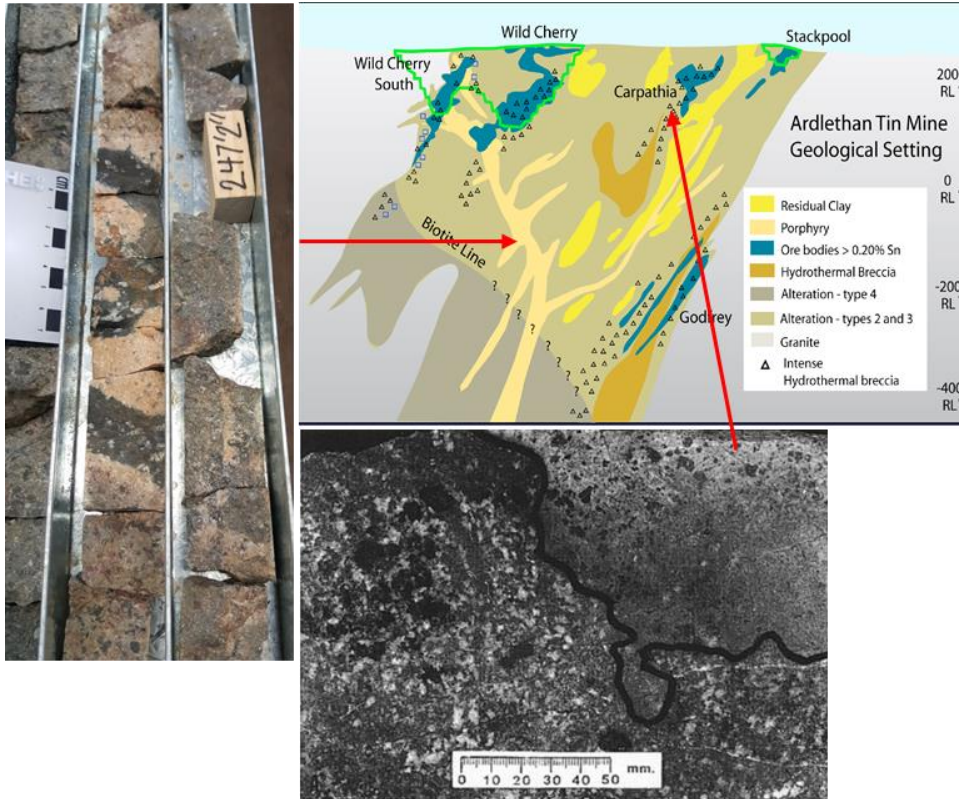 247'2"
CM
Wild Cherry
Stackpool
Wild Cherry
South
Carpathia
Biotite Line
Godfrey
? ? ? ? ? ? ?
200
RL
Ardlethan Tin Mine
Geological Setting
0
RL
-200
RL
-400
RL
Residual Clay
Porphyry
Ore bodies > 0.20% Sn
Hydrothermal Breccia
Alteration - type 4
Alteration - types 2 and 3
Granite
Intense
Hydrothermal breccia
0 10 20 30 40 50 mm.